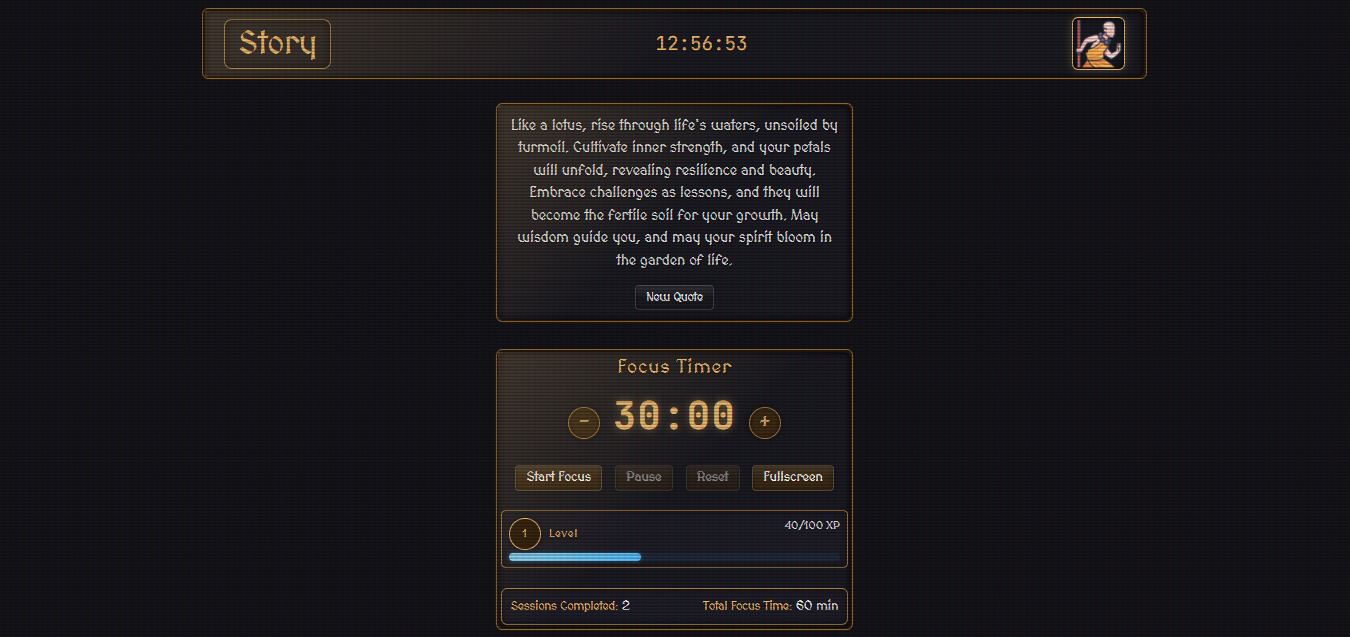 Story
12:56:53
Like a lotus, rise through life's waters, unsoiled by
turmoil. Cultivate inner strength, and your petals
will unfold, revealing resilience and beauty.
Embrace challenges as lessons, and they will
become the fertile soil for your growth. May
wisdom guide you, and may your spirit bloom in
the garden of life.
New Quote
Focus Timer
− 30:00 +
Start Focus Pause Reset Fullscreen
1 Level 40/100 XP
Sessions Completed: 2 Total Focus Time: 60 min